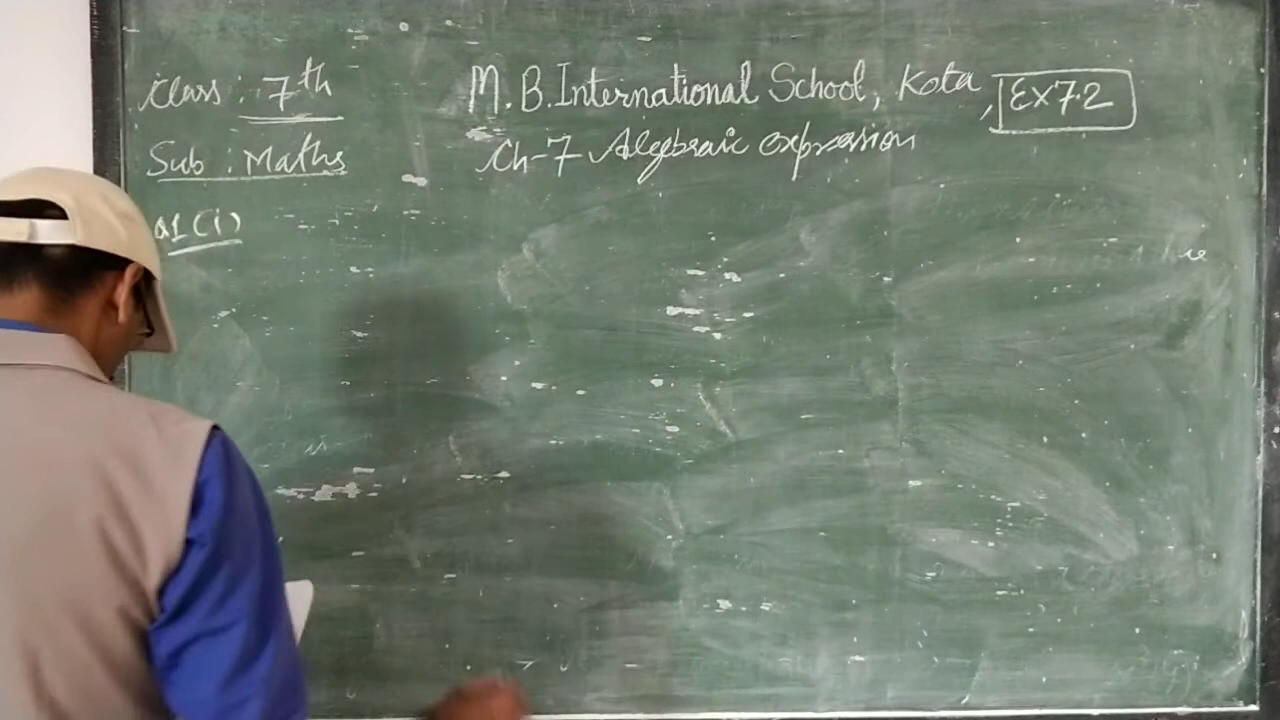 Class : 7th
M.B.International School, Kota, Ex 7.2
Sub : Maths
Ch-7 Algebraic expression
Q1(i)